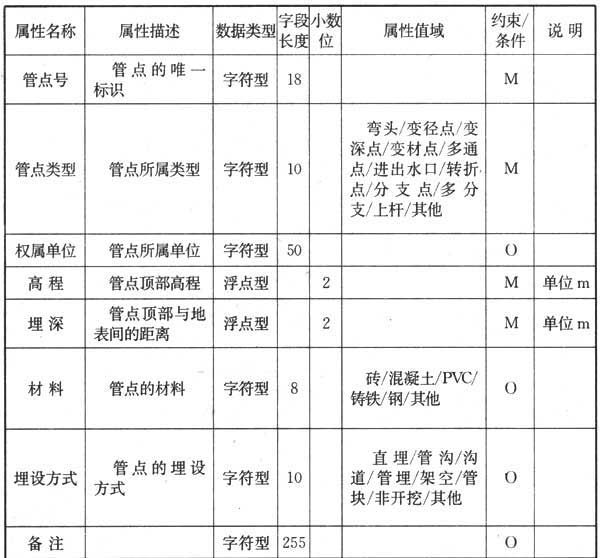 属性名称 属性描述 数据类型 字段长度 小数位 属性值域 约束/条件 说 明
管点号 管点的唯一标识 字符型 18 M
管点类型 管点所属类型 字符型 10 弯头/变径点/变深点/变材点/多通点/进出水口/转折点/分支点/多分支/上杆/其他 M
权属单位 管点所属单位 字符型 50 O
高 程 管点顶部高程 浮点型 2 M 单位 m
埋 深 管点顶部与地表间的距离 浮点型 2 M 单位 m
材 料 管点的材料 字符型 8 砖/混凝土/PVC/铸铁/钢/其他 O
埋设方式 管点的埋设方式 字符型 10 直埋/管沟/沟道/管埋/架空/管块/非开挖/其他 O
备 注 字符型 255 O